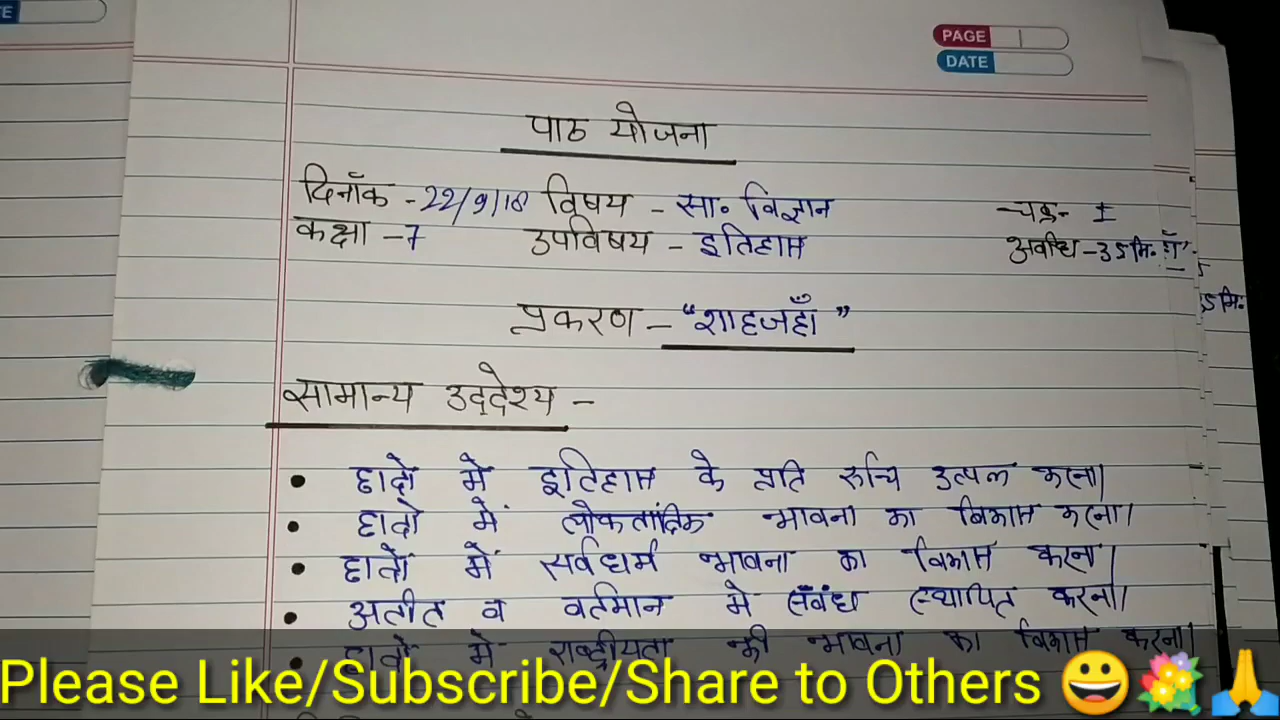 E
PAGE 1
DATE
पाठ योजना
दिनाँक - 22/9/18 विषय - सा० विज्ञान चक्र - I
कक्षा - 7 उपविषय - इतिहास अवधि - 35 मि.
5 मि.
प्रकरण - "शाहजहाँ"
सामान्य उद्देश्य -
• छात्रों मे इतिहास के प्रति रुचि उत्पन्न करना।
• छात्रों में लोकतांत्रिक भावना का विकास करना।
• छात्रों में सर्वधर्म भावना का विकास करना।
• अतीत व वर्तमान मे संबंध स्थापित करना।
• छात्रों मे राष्ट्रीयता की भावना का विकास करना।
Please Like/Subscribe/Share to Others 😀💐🙏